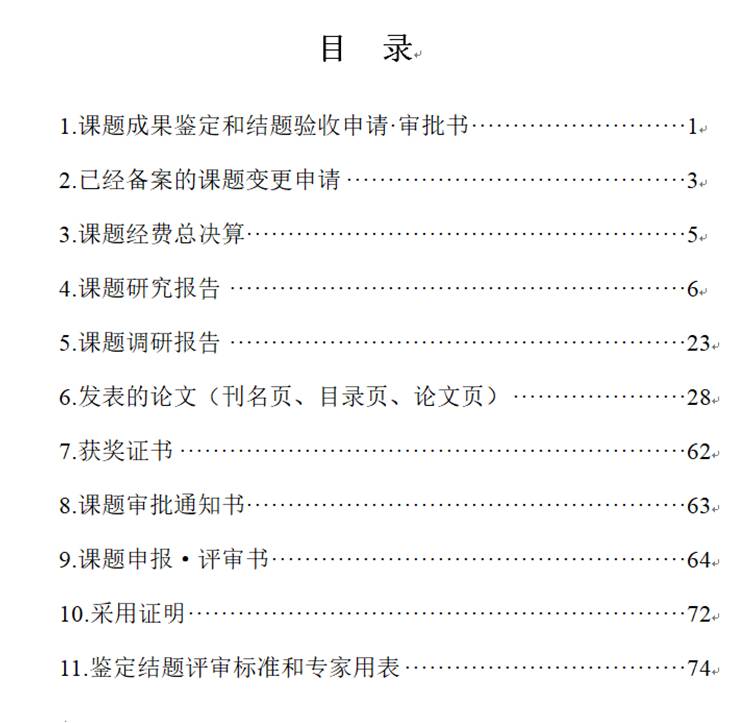 目 录
1.课题成果鉴定和结题验收申请·审批书························1
2.已经备案的课题变更申请······································3
3.课题经费总决算·················································5
4.课题研究报告···················································6
5.课题调研报告···················································23
6.发表的论文（刊名页、目录页、论文页）···················28
7.获奖证书························································62
8.课题审批通知书·················································63
9.课题申报·评审书··············································64
10.采用证明·······················································72
11.鉴定结题评审标准和专家用表·······························74